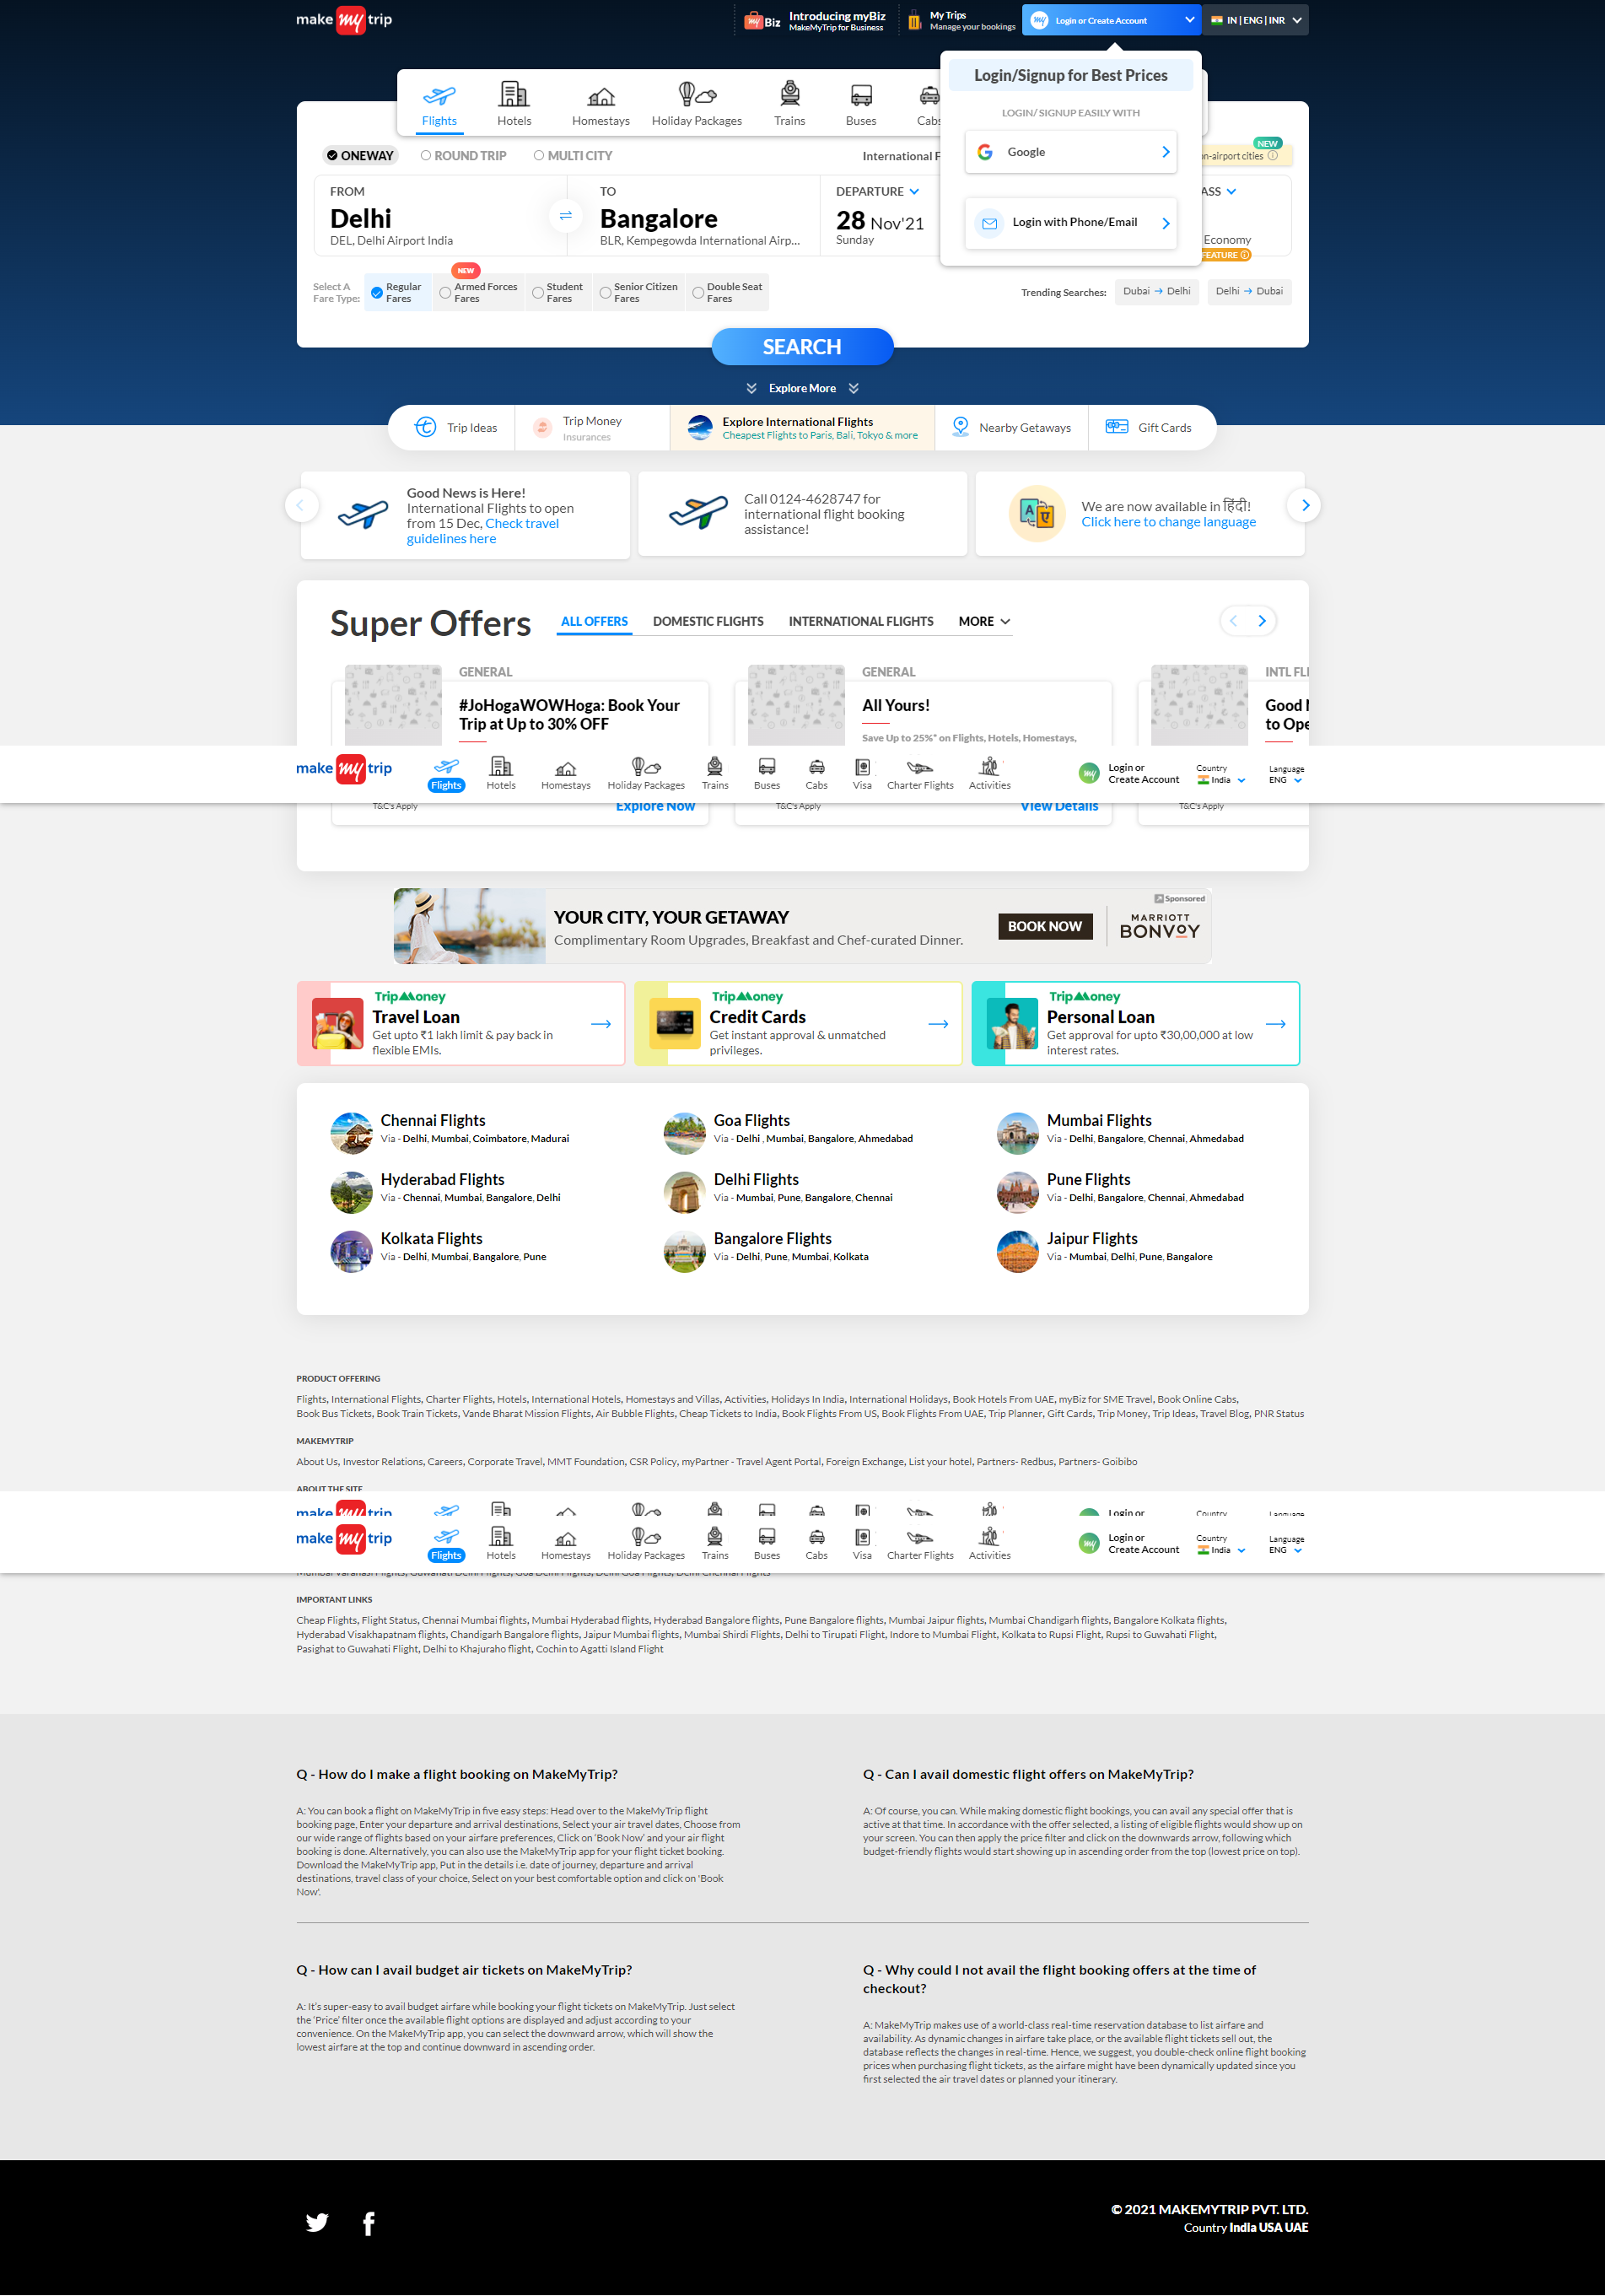 make my trip
my Biz
Introducing myBiz
MakeMyTrip for Business
My Trips
Manage your bookings
my Login or Create Account
IN | ENG | INR
Login/Signup for Best Prices
LOGIN/SIGNUP EASILY WITH
Google
Login with Phone/Email
Flights
Hotels
Homestays
Holiday Packages
Trains
Buses
Cabs
ONEWAY
ROUND TRIP
MULTI CITY
International F
NEW
n-airport cities
FROM
Delhi
DEL, Delhi Airport India
TO
Bangalore
BLR, Kempegowda International Airp...
DEPARTURE
28 Nov'21
Sunday
ASS
Economy
FEATURE
Select A
Fare Type:
Regular
Fares
NEW
Armed Forces
Fares
Student
Fares
Senior Citizen
Fares
Double Seat
Fares
Trending Searches:
Dubai → Delhi
Delhi → Dubai
SEARCH
Explore More
Trip Ideas
Trip Money
Insurances
Explore International Flights
Cheapest Flights to Paris, Bali, Tokyo & more
Nearby Getaways
Gift Cards
Good News is Here!
International Flights to open
from 15 Dec, Check travel
guidelines here
Call 0124-4628747 for
international flight booking
assistance!
A ए
We are now available in हिंदी!
Click here to change language
Super Offers
ALL OFFERS
DOMESTIC FLIGHTS
INTERNATIONAL FLIGHTS
MORE
GENERAL
#JoHogaWOWHoga: Book Your
Trip at Up to 30% OFF
GENERAL
All Yours!
Save Up to 25%* on Flights, Hotels, Homestays,
INTL FLI
Good
to Ope
make my trip
Flights
Hotels
Homestays
Holiday Packages
Trains
Buses
Cabs
Visa
Charter Flights
Activities
my
Login or
Create Account
Country
India
Language
ENG
T&C's Apply
Explore Now
T&C's Apply
View Details
T&C's Apply
YOUR CITY, YOUR GETAWAY
Complimentary Room Upgrades, Breakfast and Chef-curated Dinner.
BOOK NOW
Sponsored
MARRIOTT
BONVOY
TripMoney
Travel Loan
Get upto ₹1 lakh limit & pay back in
flexible EMIs.
TripMoney
Credit Cards
Get instant approval & unmatched
privileges.
TripMoney
Personal Loan
Get approval for upto ₹30,00,000 at low
interest rates.
Chennai Flights
Via - Delhi, Mumbai, Coimbatore, Madurai
Goa Flights
Via - Delhi , Mumbai, Bangalore, Ahmedabad
Mumbai Flights
Via - Delhi, Bangalore, Chennai, Ahmedabad
Hyderabad Flights
Via - Chennai, Mumbai, Bangalore, Delhi
Delhi Flights
Via - Mumbai, Pune, Bangalore, Chennai
Pune Flights
Via - Delhi, Bangalore, Chennai, Ahmedabad
Kolkata Flights
Via - Delhi, Mumbai, Bangalore, Pune
Bangalore Flights
Via - Delhi, Pune, Mumbai, Kolkata
Jaipur Flights
Via - Mumbai, Delhi, Pune, Bangalore
PRODUCT OFFERING
Flights, International Flights, Charter Flights, Hotels, International Hotels, Homestays and Villas, Activities, Holidays In India, International Holidays, Book Hotels From UAE, myBiz for SME Travel, Book Online Cabs,
Book Bus Tickets, Book Train Tickets, Vande Bharat Mission Flights, Air Bubble Flights, Cheap Tickets to India, Book Flights From US, Book Flights From UAE, Trip Planner, Gift Cards, Trip Money, Trip Ideas, Travel Blog, PNR Status
MAKEMYTRIP
About Us, Investor Relations, Careers, Corporate Travel, MMT Foundation, CSR Policy, myPartner - Travel Agent Portal, Foreign Exchange, List your hotel, Partners- Redbus, Partners- Goibibo
ABOUT THE SITE
make my trip
Login or
Country
Language
make my trip
Flights
Hotels
Homestays
Holiday Packages
Trains
Buses
Cabs
Visa
Charter Flights
Activities
my
Login or
Create Account
Country
India
Language
ENG
Mumbai Varanasi Flights, Guwahati Delhi Flights, Goa Delhi Flights, Delhi Goa Flights, Delhi Chennai Flights
IMPORTANT LINKS
Cheap Flights, Flight Status, Chennai Mumbai flights, Mumbai Hyderabad flights, Hyderabad Bangalore flights, Pune Bangalore flights, Mumbai Jaipur flights, Mumbai Chandigarh flights, Bangalore Kolkata flights,
Hyderabad Visakhapatnam flights, Chandigarh Bangalore flights, Jaipur Mumbai flights, Mumbai Shirdi Flights, Delhi to Tirupati Flight, Indore to Mumbai Flight, Kolkata to Rupsi Flight, Rupsi to Guwahati Flight,
Pasighat to Guwahati Flight, Delhi to Khajuraho flight, Cochin to Agatti Island Flight
Q - How do I make a flight booking on MakeMyTrip?
A: You can book a flight on MakeMyTrip in five easy steps: Head over to the MakeMyTrip flight
booking page, Enter your departure and arrival destinations, Select your air travel dates, Choose from
our wide range of flights based on your airfare preferences, Click on 'Book Now' and your air flight
booking is done. Alternatively, you can also use the MakeMyTrip app for your flight ticket booking.
Download the MakeMyTrip app, Put in the details i.e. date of journey, departure and arrival
destinations, travel class of your choice, Select on your best comfortable option and click on 'Book
Now'.
Q - Can I avail domestic flight offers on MakeMyTrip?
A: Of course, you can. While making domestic flight bookings, you can avail any special offer that is
active at that time. In accordance with the offer selected, a listing of eligible flights would show up on
your screen. You can then apply the price filter and click on the downwards arrow, following which
budget-friendly flights would start showing up in ascending order from the top (lowest price on top).
Q - How can I avail budget air tickets on MakeMyTrip?
A: It's super-easy to avail budget airfare while booking your flight tickets on MakeMyTrip. Just select
the 'Price' filter once the available flight options are displayed and adjust according to your
convenience. On the MakeMyTrip app, you can select the downward arrow, which will show the
lowest airfare at the top and continue downward in ascending order.
Q - Why could I not avail the flight booking offers at the time of
checkout?
A: MakeMyTrip makes use of a world-class real-time reservation database to list airfare and
availability. As dynamic changes in airfare take place, or the available flight tickets sell out, the
database reflects the changes in real-time. Hence, we suggest, you double-check online flight booking
prices when purchasing flight tickets, as the airfare might have been dynamically updated since you
first selected the air travel dates or planned your itinerary.
© 2021 MAKEMYTRIP PVT. LTD.
Country India USA UAE